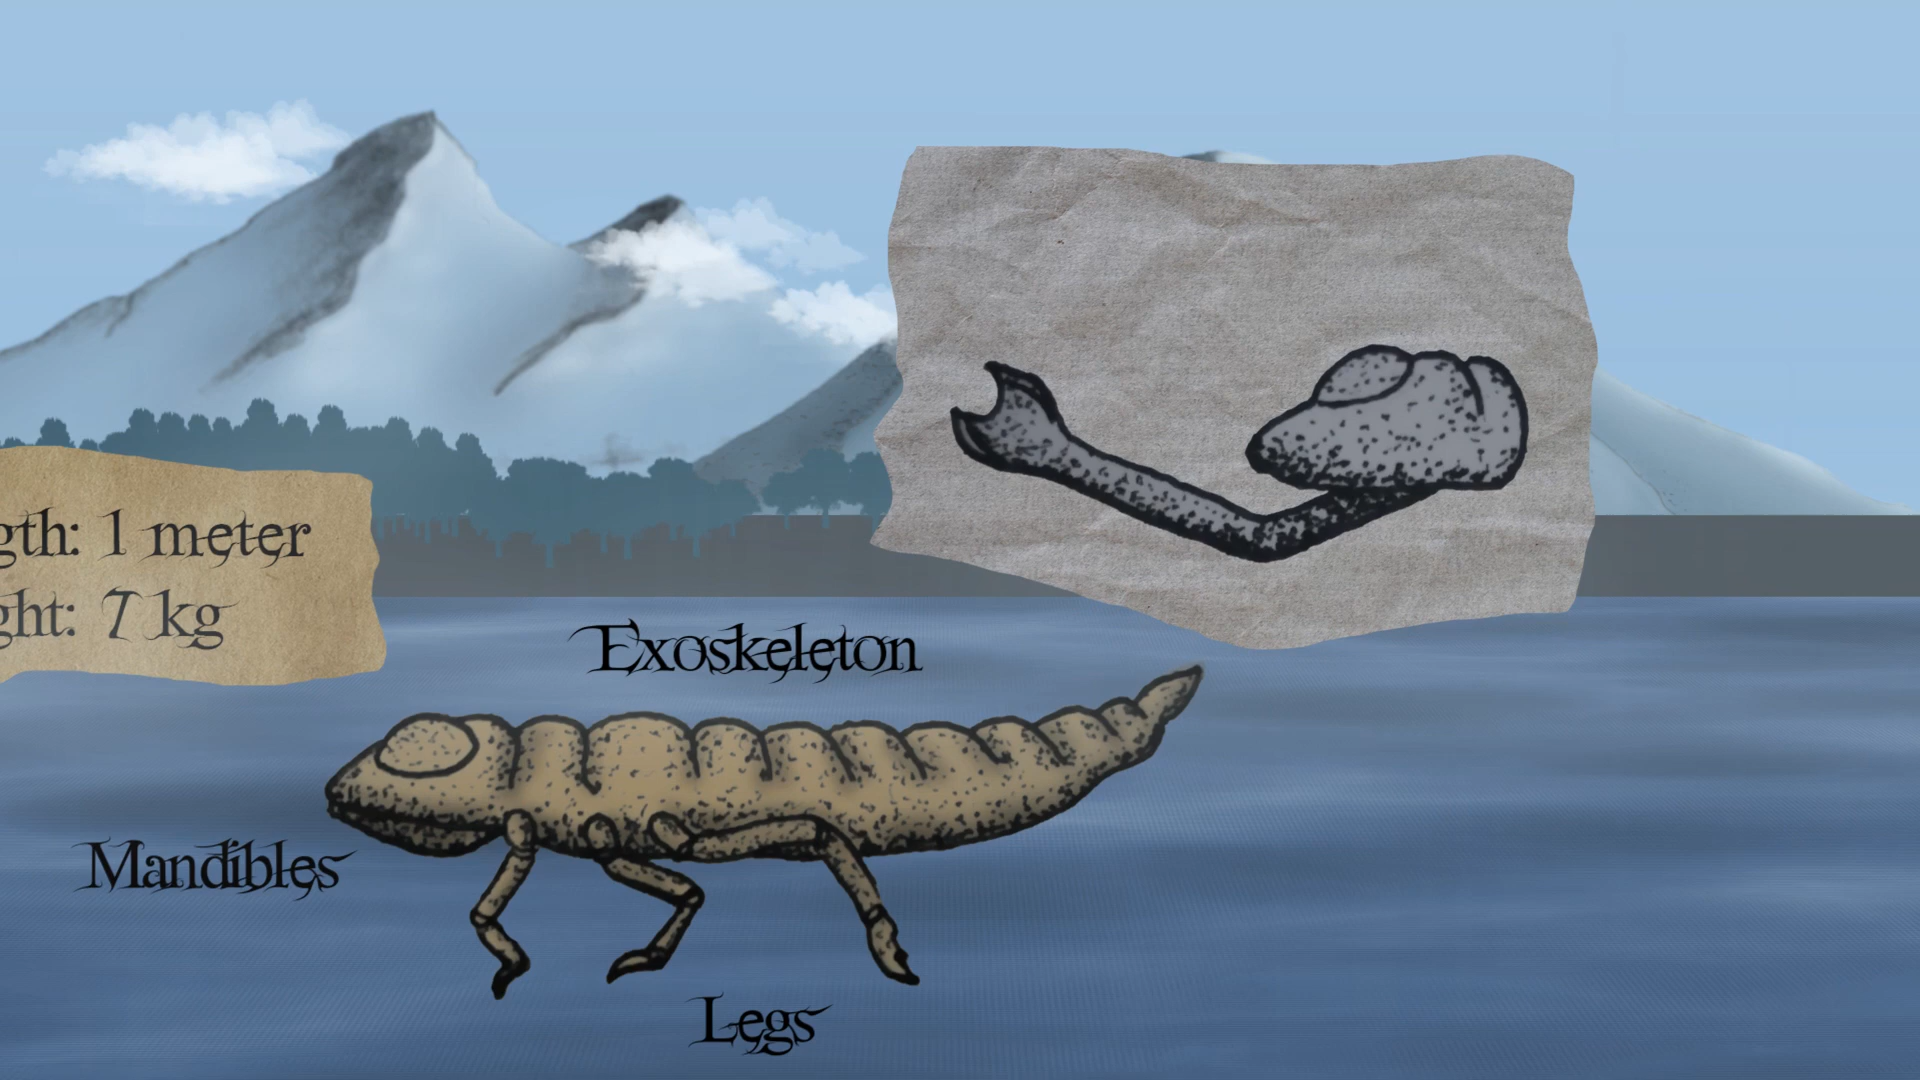 gth: 1 meter
ght: 7 kg
Exoskeleton
Mandibles
Legs